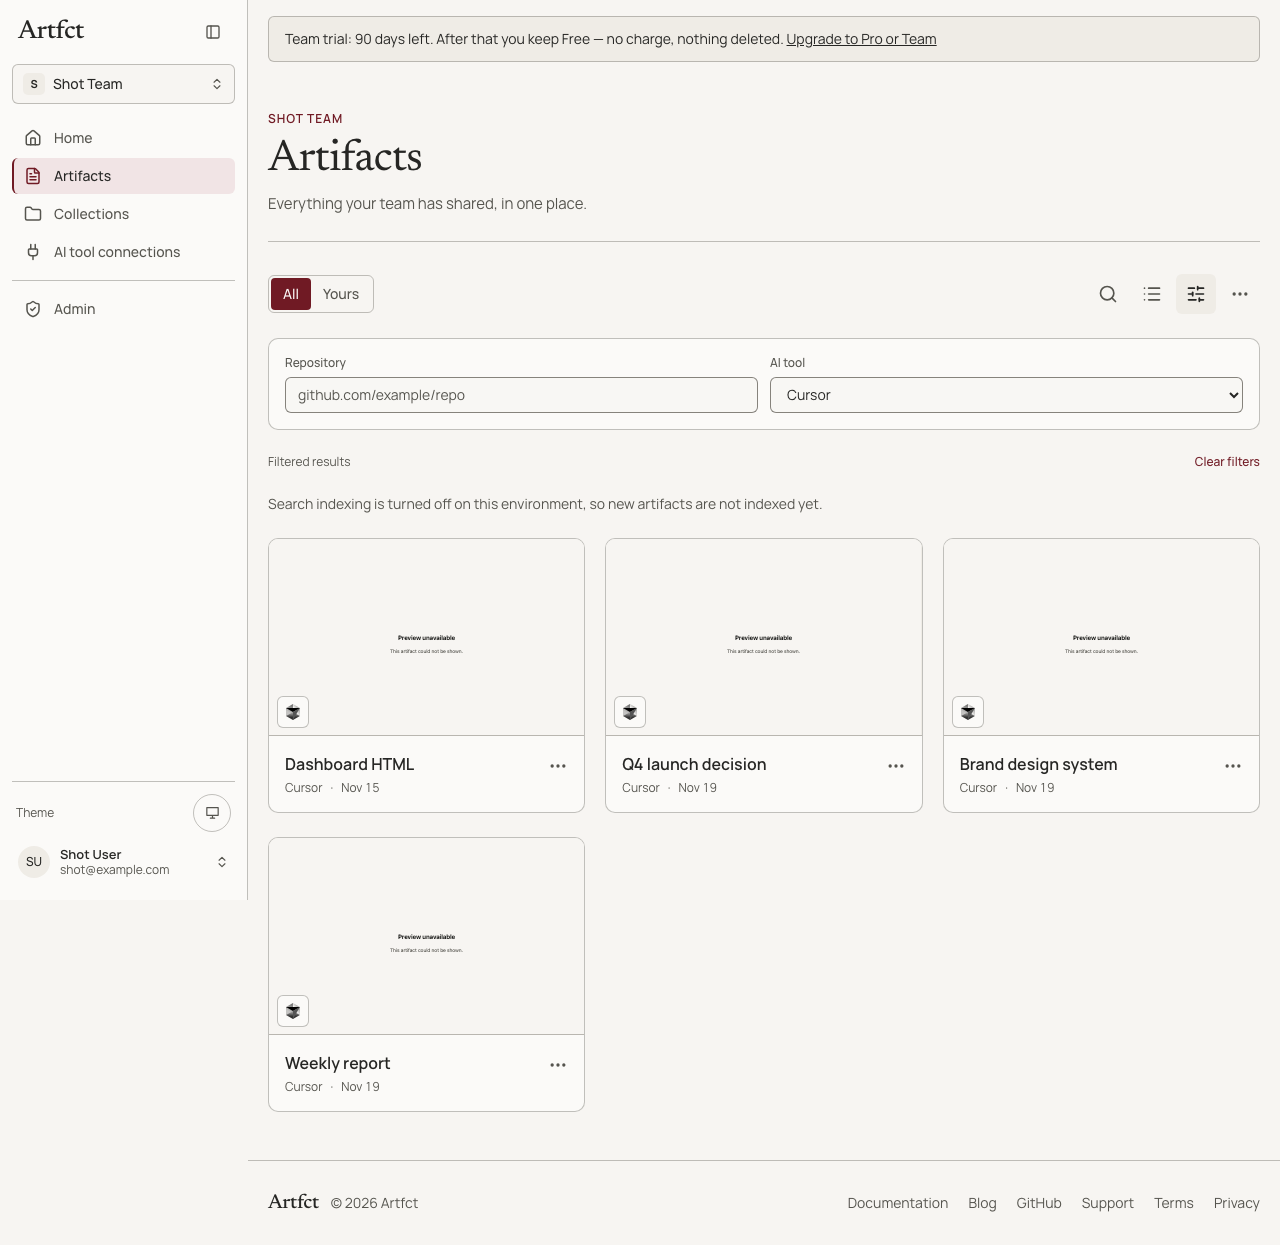 Artfct
S Shot Team
Home
Artifacts
Collections
AI tool connections
Admin
Theme
SU Shot User
shot@example.com
Team trial: 90 days left. After that you keep Free — no charge, nothing deleted. Upgrade to Pro or Team
SHOT TEAM
Artifacts
Everything your team has shared, in one place.
All Yours
Repository AI tool
github.com/example/repo Cursor
Filtered results Clear filters
Search indexing is turned off on this environment, so new artifacts are not indexed yet.
Preview unavailable
This artifact could not be shown.
Dashboard HTML
Cursor · Nov 15
Preview unavailable
This artifact could not be shown.
Q4 launch decision
Cursor · Nov 19
Preview unavailable
This artifact could not be shown.
Brand design system
Cursor · Nov 19
Preview unavailable
This artifact could not be shown.
Weekly report
Cursor · Nov 19
Artfct © 2026 Artfct Documentation Blog GitHub Support Terms Privacy